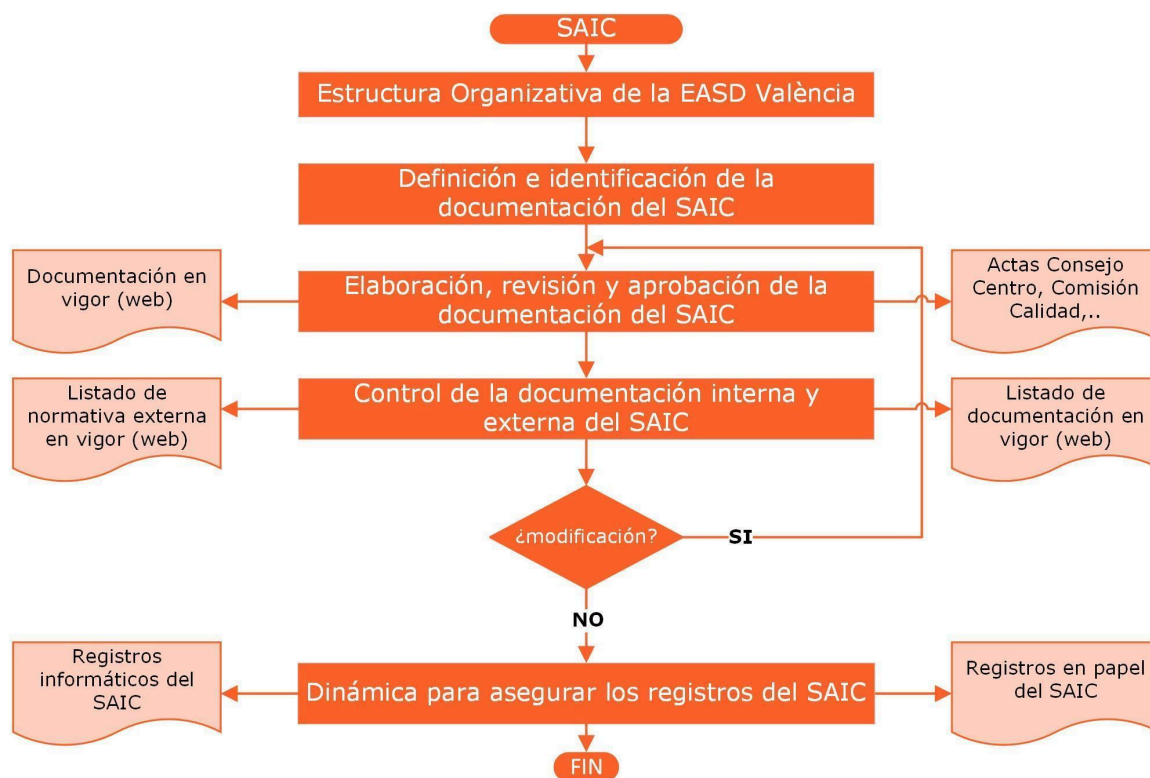 SAIC
Estructura Organizativa de la EASD València
Definición e identificación de la
documentación del SAIC
Documentación en
vigor (web)
Elaboración, revisión y aprobación de la
documentación del SAIC
Actas Consejo
Centro, Comisión
Calidad,..
Listado de
normativa externa
en vigor (web)
Control de la documentación interna y
externa del SAIC
Listado de
documentación en
vigor (web)
¿modificación?
SI
NO
Registros
informáticos del
SAIC
Dinámica para asegurar los registros del SAIC
Registros en papel
del SAIC
FIN